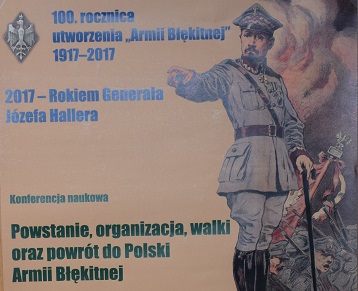 100. rocznica
utworzenia „Armii Błękitnej”
1917–2017
2017 – Rokiem Generała
Józefa Hallera
Konferencja naukowa
Powstanie, organizacja, walki
oraz powrót do Polski
Armii Błękitnej